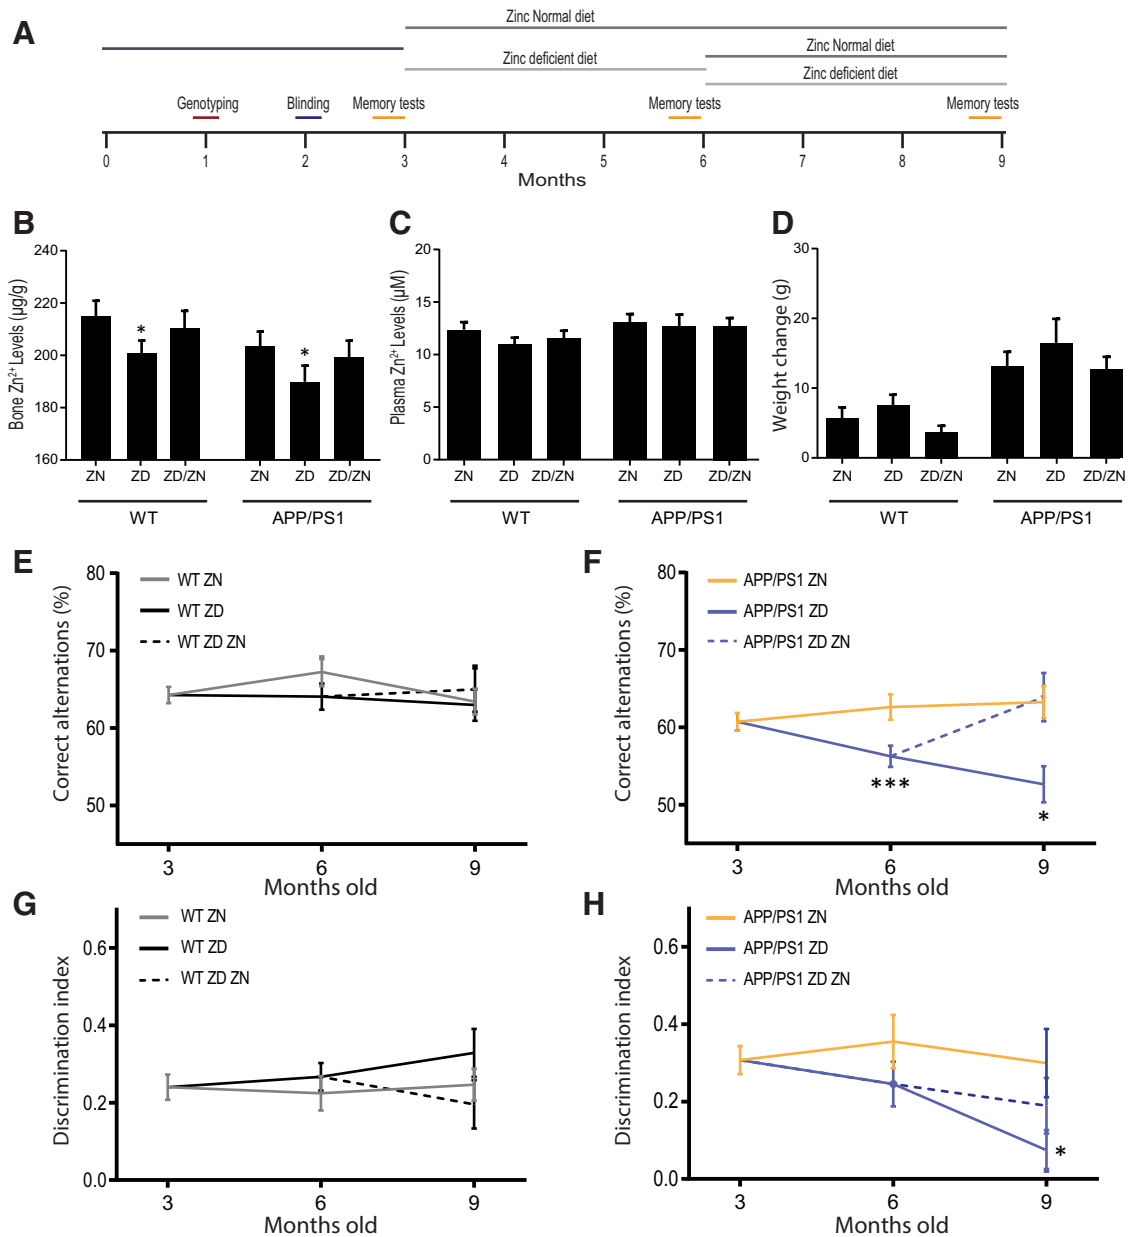 A
Zinc Normal diet
Zinc Normal diet
Zinc deficient diet
Zinc deficient diet
Genotyping Blinding Memory tests Memory tests Memory tests
0 1 2 3 4 5 6 7 8 9
Months
B
240
220
200
180
160
Bone Zn²⁺ Levels (µg/g)
* *
ZN ZD ZD/ZN ZN ZD ZD/ZN
WT APP/PS1
C
20
15
10
5
0
Plasma Zn²⁺ Levels (µM)
ZN ZD ZD/ZN ZN ZD ZD/ZN
WT APP/PS1
D
30
20
10
0
Weight change (g)
ZN ZD ZD/ZN ZN ZD ZD/ZN
WT APP/PS1
E
80
70
60
50
Correct alternations (%)
WT ZN
WT ZD
WT ZD ZN
3 6 9
Months old
F
80
70
60
50
Correct alternations (%)
APP/PS1 ZN
APP/PS1 ZD
APP/PS1 ZD ZN
***
*
3 6 9
Months old
G
0.6
0.4
0.2
0.0
Discrimination index
WT ZN
WT ZD
WT ZD ZN
3 6 9
Months old
H
0.6
0.4
0.2
0.0
Discrimination index
APP/PS1 ZN
APP/PS1 ZD
APP/PS1 ZD ZN
*
3 6 9
Months old